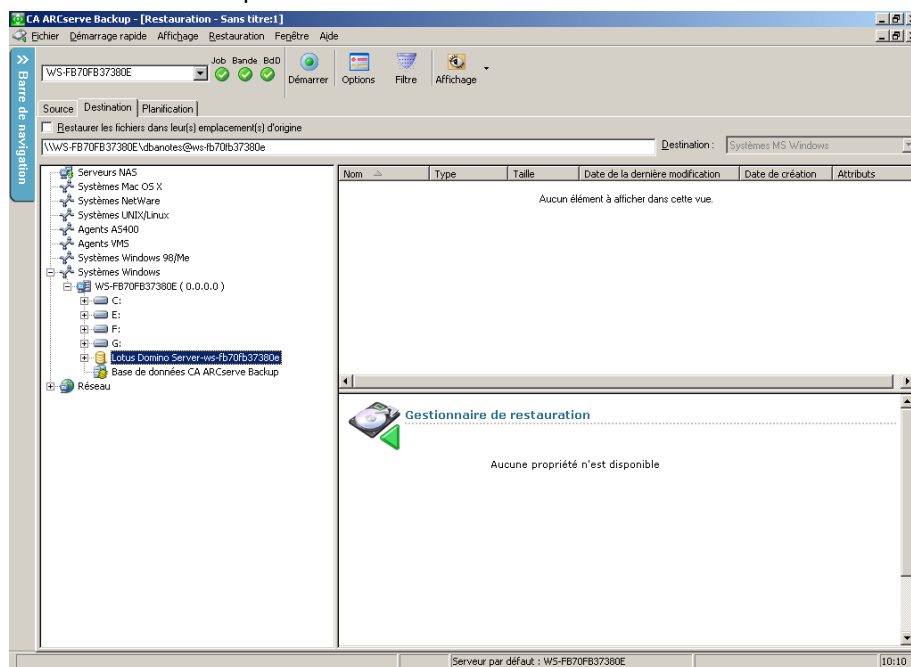 CA ARCserve Backup - [Restauration - Sans titre:1]
Fichier Démarrage rapide Affichage Restauration Fenêtre Aide
Job Bande BdD
WS-FB70FB37380E
Démarrer Options Filtre Affichage
Barre de navigation
Source Destination Planification
Restaurer les fichiers dans leur(s) emplacement(s) d'origine
\\WS-FB70FB37380E\dbanotes@ws-fb70fb37380e Destination : Systèmes MS Windows
Serveurs NAS
Systèmes Mac OS X
Systèmes NetWare
Systèmes UNIX/Linux
Agents AS400
Agents VMS
Systèmes Windows 98/Me
Systèmes Windows
WS-FB70FB37380E ( 0.0.0.0 )
C:
E:
F:
G:
Lotus Domino Server-ws-fb70fb37380e
Base de données CA ARCserve Backup
Réseau
Nom Type Taille Date de la dernière modification Date de création Attributs
Aucun élément à afficher dans cette vue.
Gestionnaire de restauration
Aucune propriété n'est disponible
Serveur par défaut : WS-FB70FB37380E 10:10